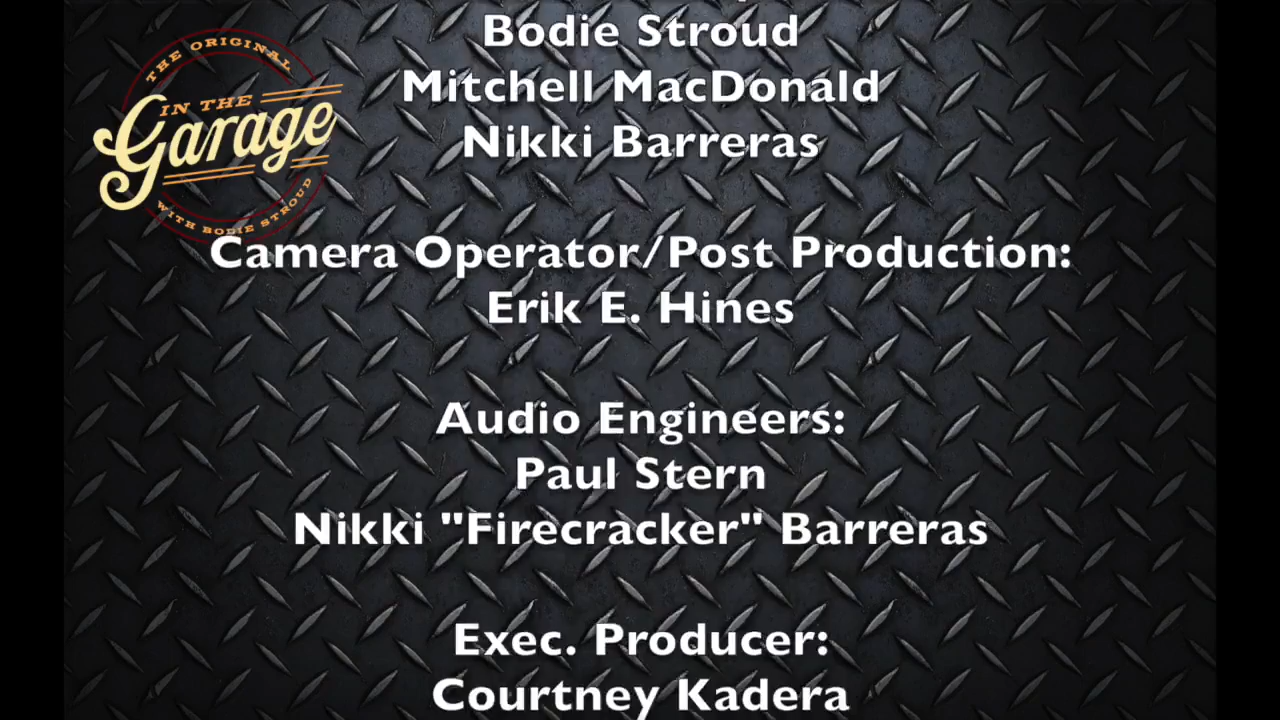 Bodie Stroud
Mitchell MacDonald
Nikki Barreras
THE ORIGINAL
IN THE
Garage
WITH BODIE STROUD
Camera Operator/Post Production:
Erik E. Hines
Audio Engineers:
Paul Stern
Nikki "Firecracker" Barreras
Exec. Producer:
Courtney Kadera